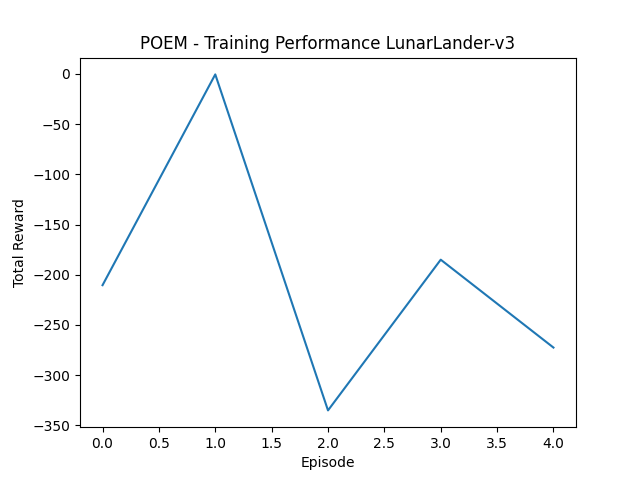 POEM - Training Performance LunarLander-v3
0
−50
−100
−150
−200
−250
−300
−350
Total Reward
0.0 0.5 1.0 1.5 2.0 2.5 3.0 3.5 4.0
Episode